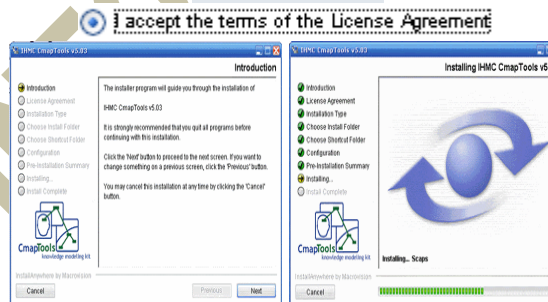 I accept the terms of the License Agreement
IHMC CmapTools v5.03
Introduction
Introduction
License Agreement
Installation Type
Choose Install Folder
Choose Shortcut Folder
Configuration
Pre-Installation Summary
Installing...
Install Complete
The installer program will guide you through the installation of
IHMC CmapTools v5.03
It is strongly recommended that you quit all programs before
continuing with this installation.
Click the 'Next' button to proceed to the next screen. If you want to
change something on a previous screen, click the 'Previous' button.
You may cancel this installation at any time by clicking the 'Cancel'
button.
CmapTools
knowledge modeling kit
InstallAnywhere by Macrovision
Cancel
Previous
Next
IHMC CmapTools v5.03
Installing IHMC CmapTools v5
Introduction
License Agreement
Installation Type
Choose Install Folder
Choose Shortcut Folder
Configuration
Pre-Installation Summary
Installing...
Install Complete
CmapTools
knowledge modeling kit
Installing... Scaps
InstallAnywhere by Macrovision
Cancel